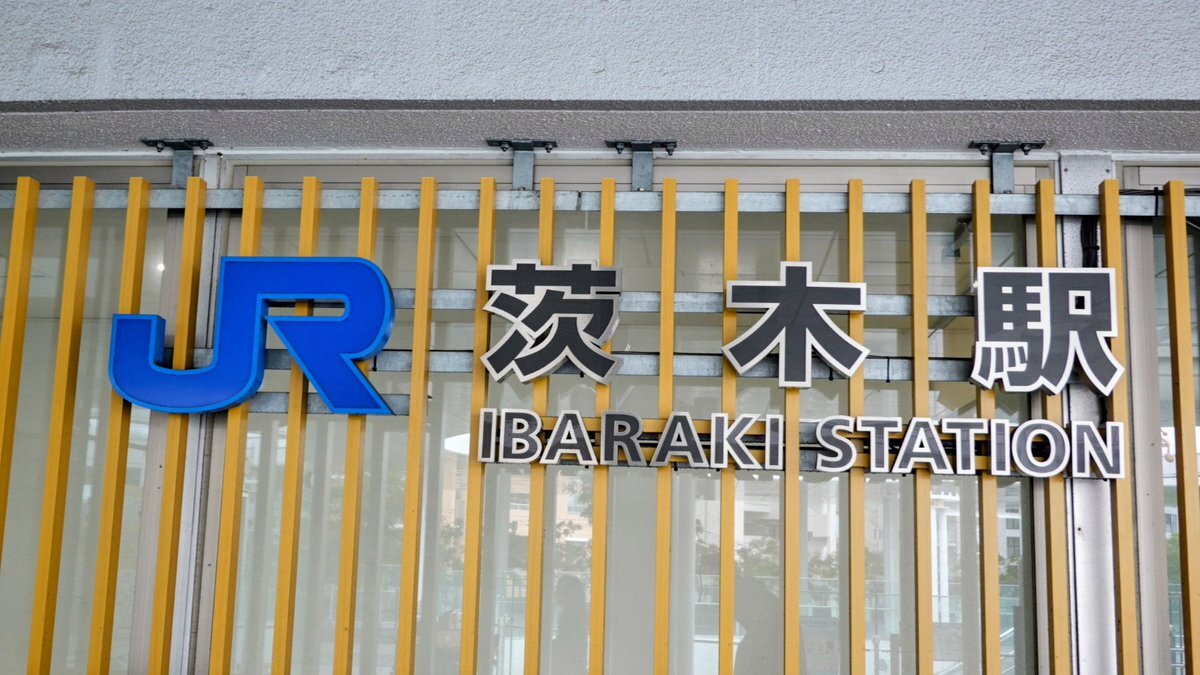 JR 茨木駅
IBARAKI STATION